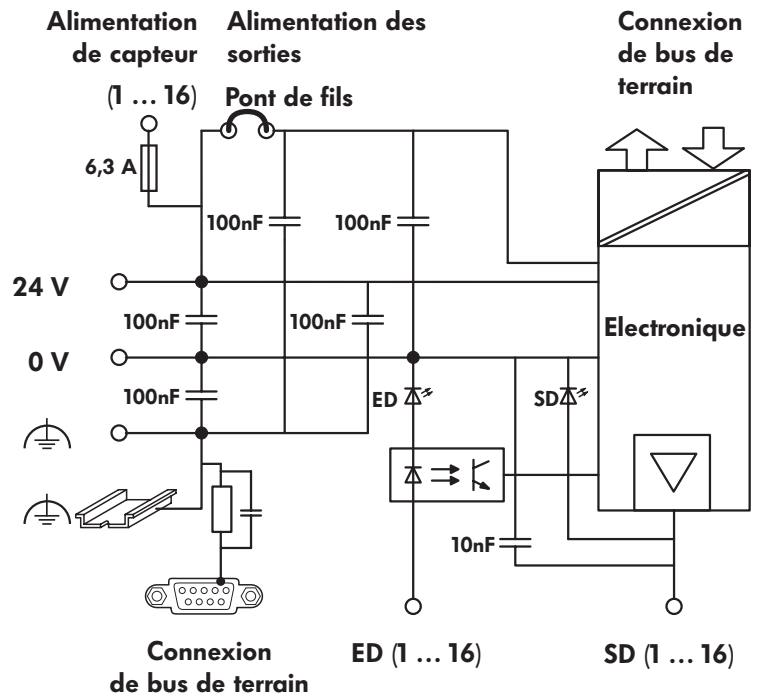 Alimentation
de capteur
(1 ... 16)
Alimentation des
sorties
Pont de fils
Connexion
de bus de
terrain
6,3 A
100nF
100nF
24 V
100nF
100nF
Electronique
0 V
100nF
ED
SD
10nF
Connexion
de bus de terrain
ED (1 ... 16)
SD (1 ... 16)